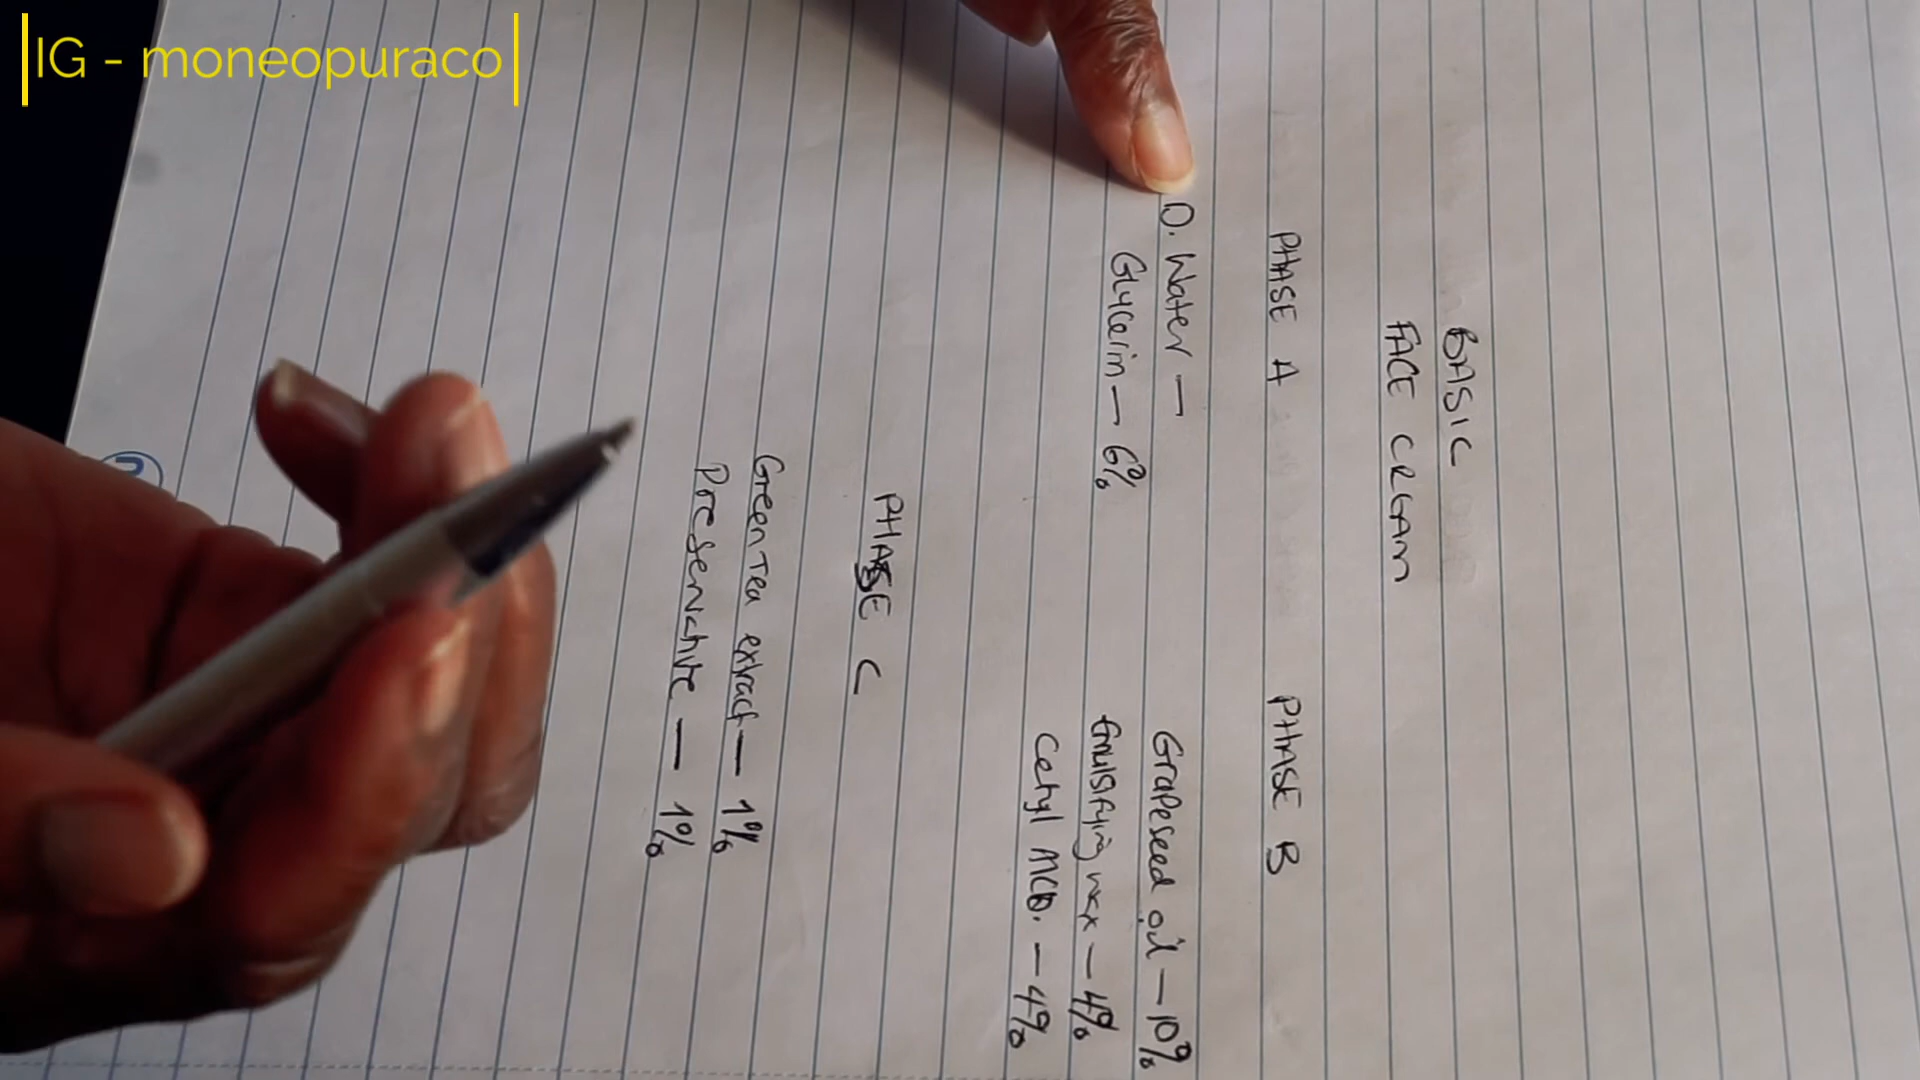 IG - moneopuraco
BASIC
FACE CREAM
PHASE A
D. Water —
Glycerin — 6%
PHASE B
Grapeseed oil — 10%
Emulsifying wax — 4%
Cetyl Alco. — 4%
PHASE C
Green Tea extract — 1%
Preservative — 1%